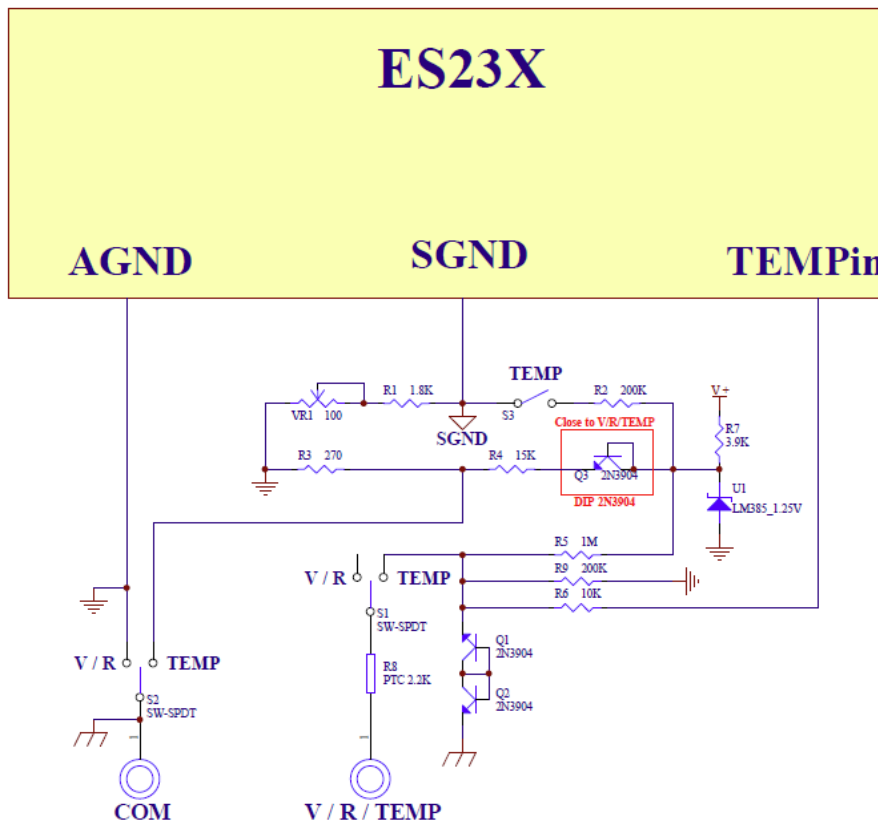 ES23X
AGND
SGND
TEMPin
TEMP
R1 1.8K
R2 200K
V+
VR1 100
S3
R7
3.9K
SGND
Close to V/R/TEMP
R3 270
R4 15K
Q3 2N3904
U1
LM385_1.25V
DIP 2N3904
R5 1M
V / R
TEMP
R9 200K
R6 10K
S1
SW-SPDT
Q1
2N3904
V / R
TEMP
R8
PTC 2.2K
Q2
2N3904
S2
SW-SPDT
1
1
COM
V / R / TEMP